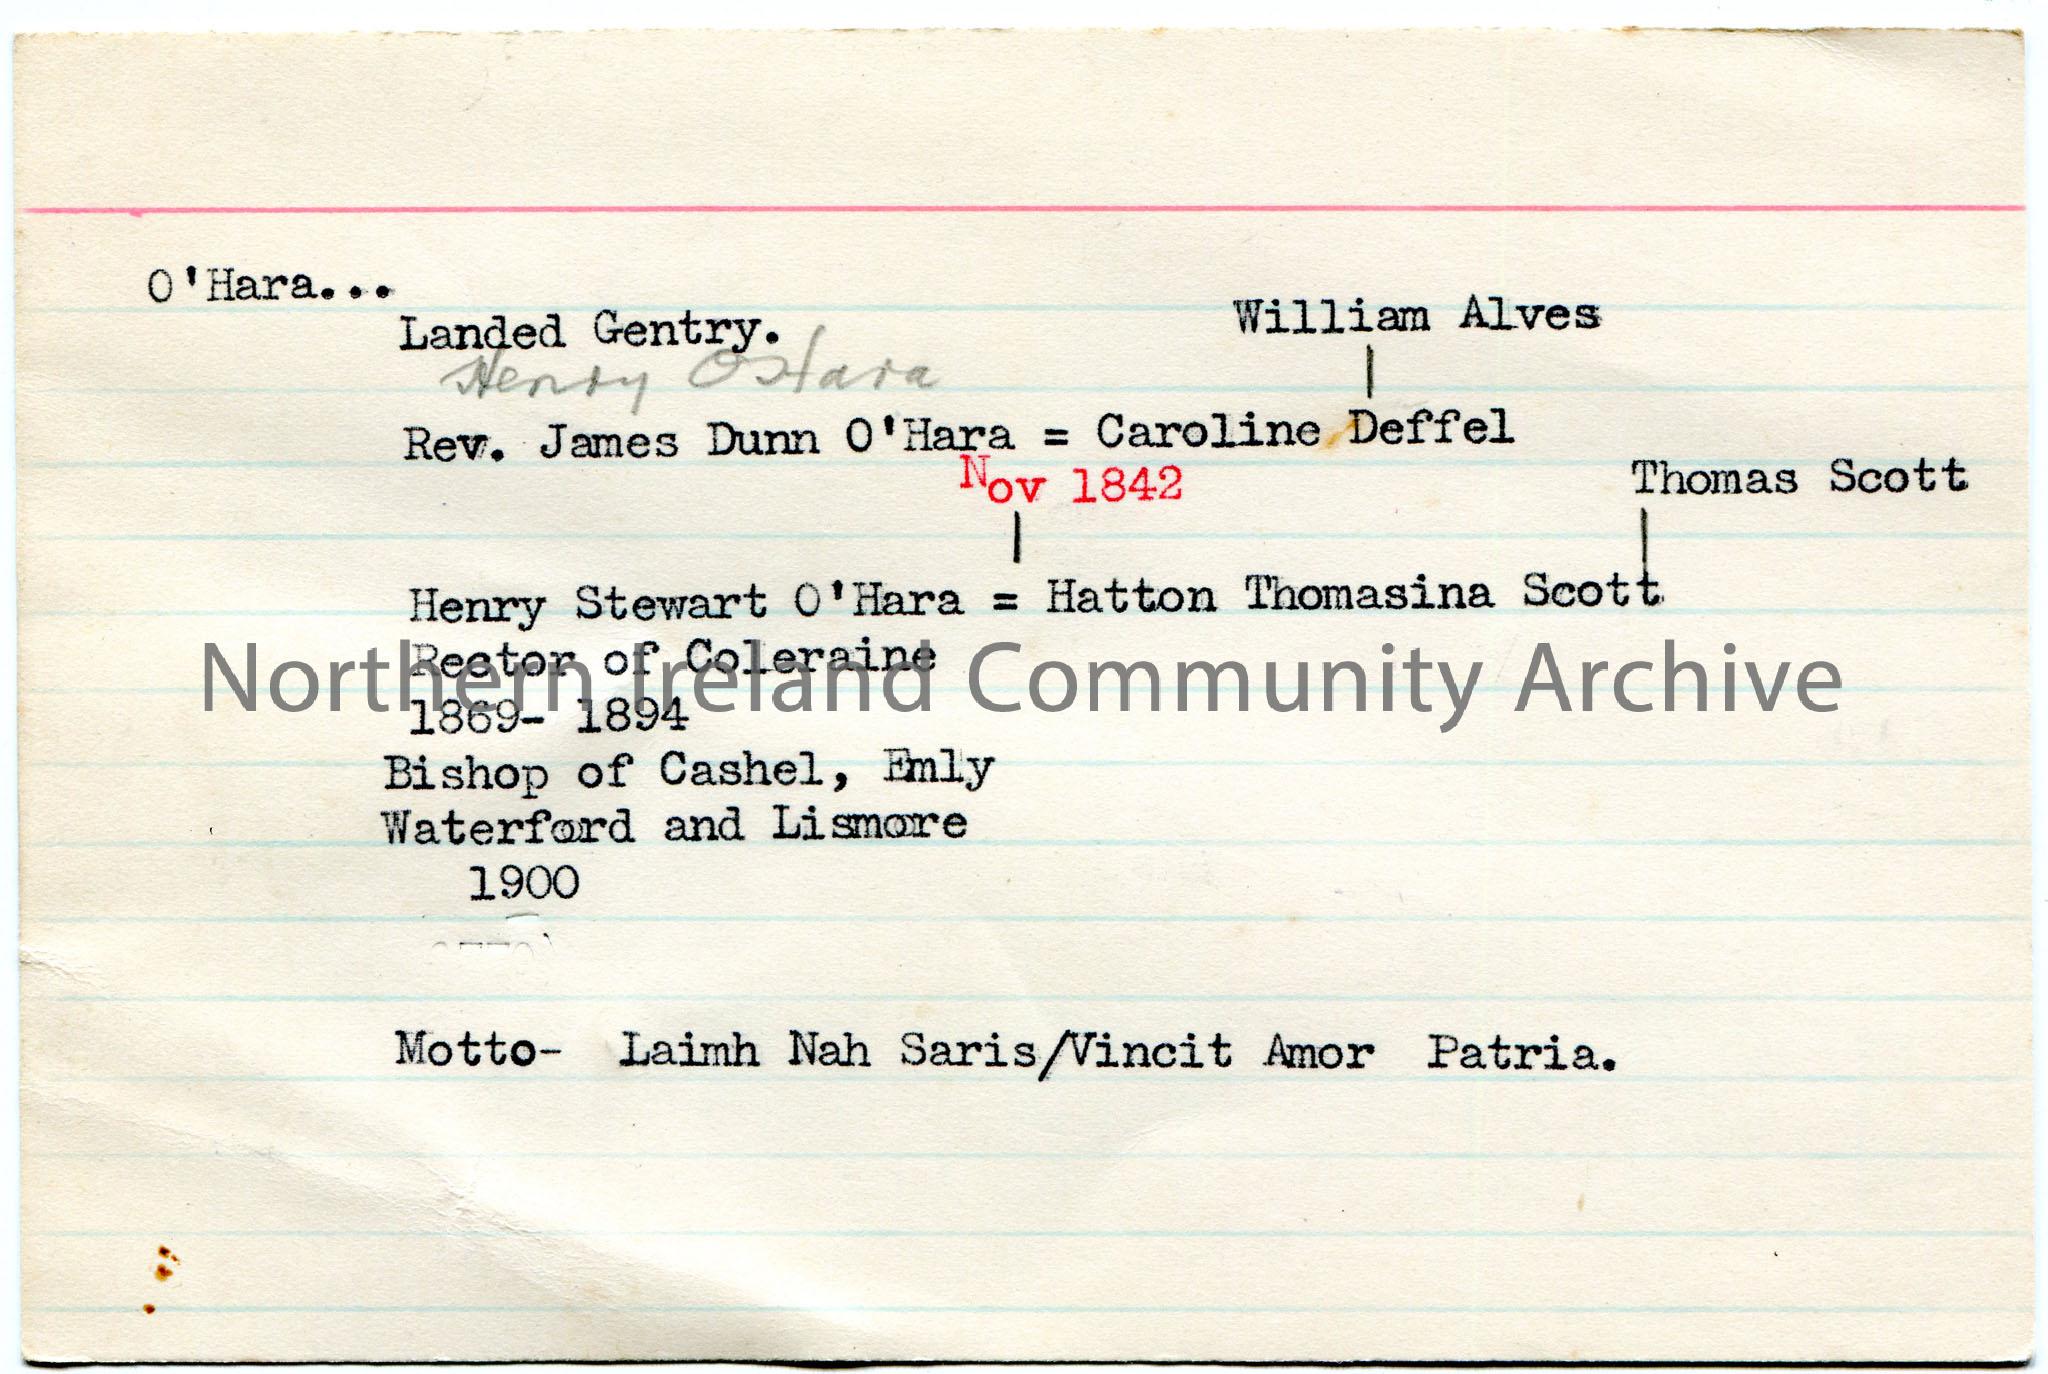 O'Hara...
Landed Gentry.
William Alves
Henry O'Hara
Rev. James Dunn O'Hara = Caroline Deffel
Nov 1842
Thomas Scott
Henry Stewart O'Hara = Hatton Thomasina Scott
Rector of Coleraine
Northern Ireland Community Archive
1869- 1894
Bishop of Cashel, Emly
Waterford and Lismore
1900
Motto- Laimh Nah Saris/Vincit Amor Patria.